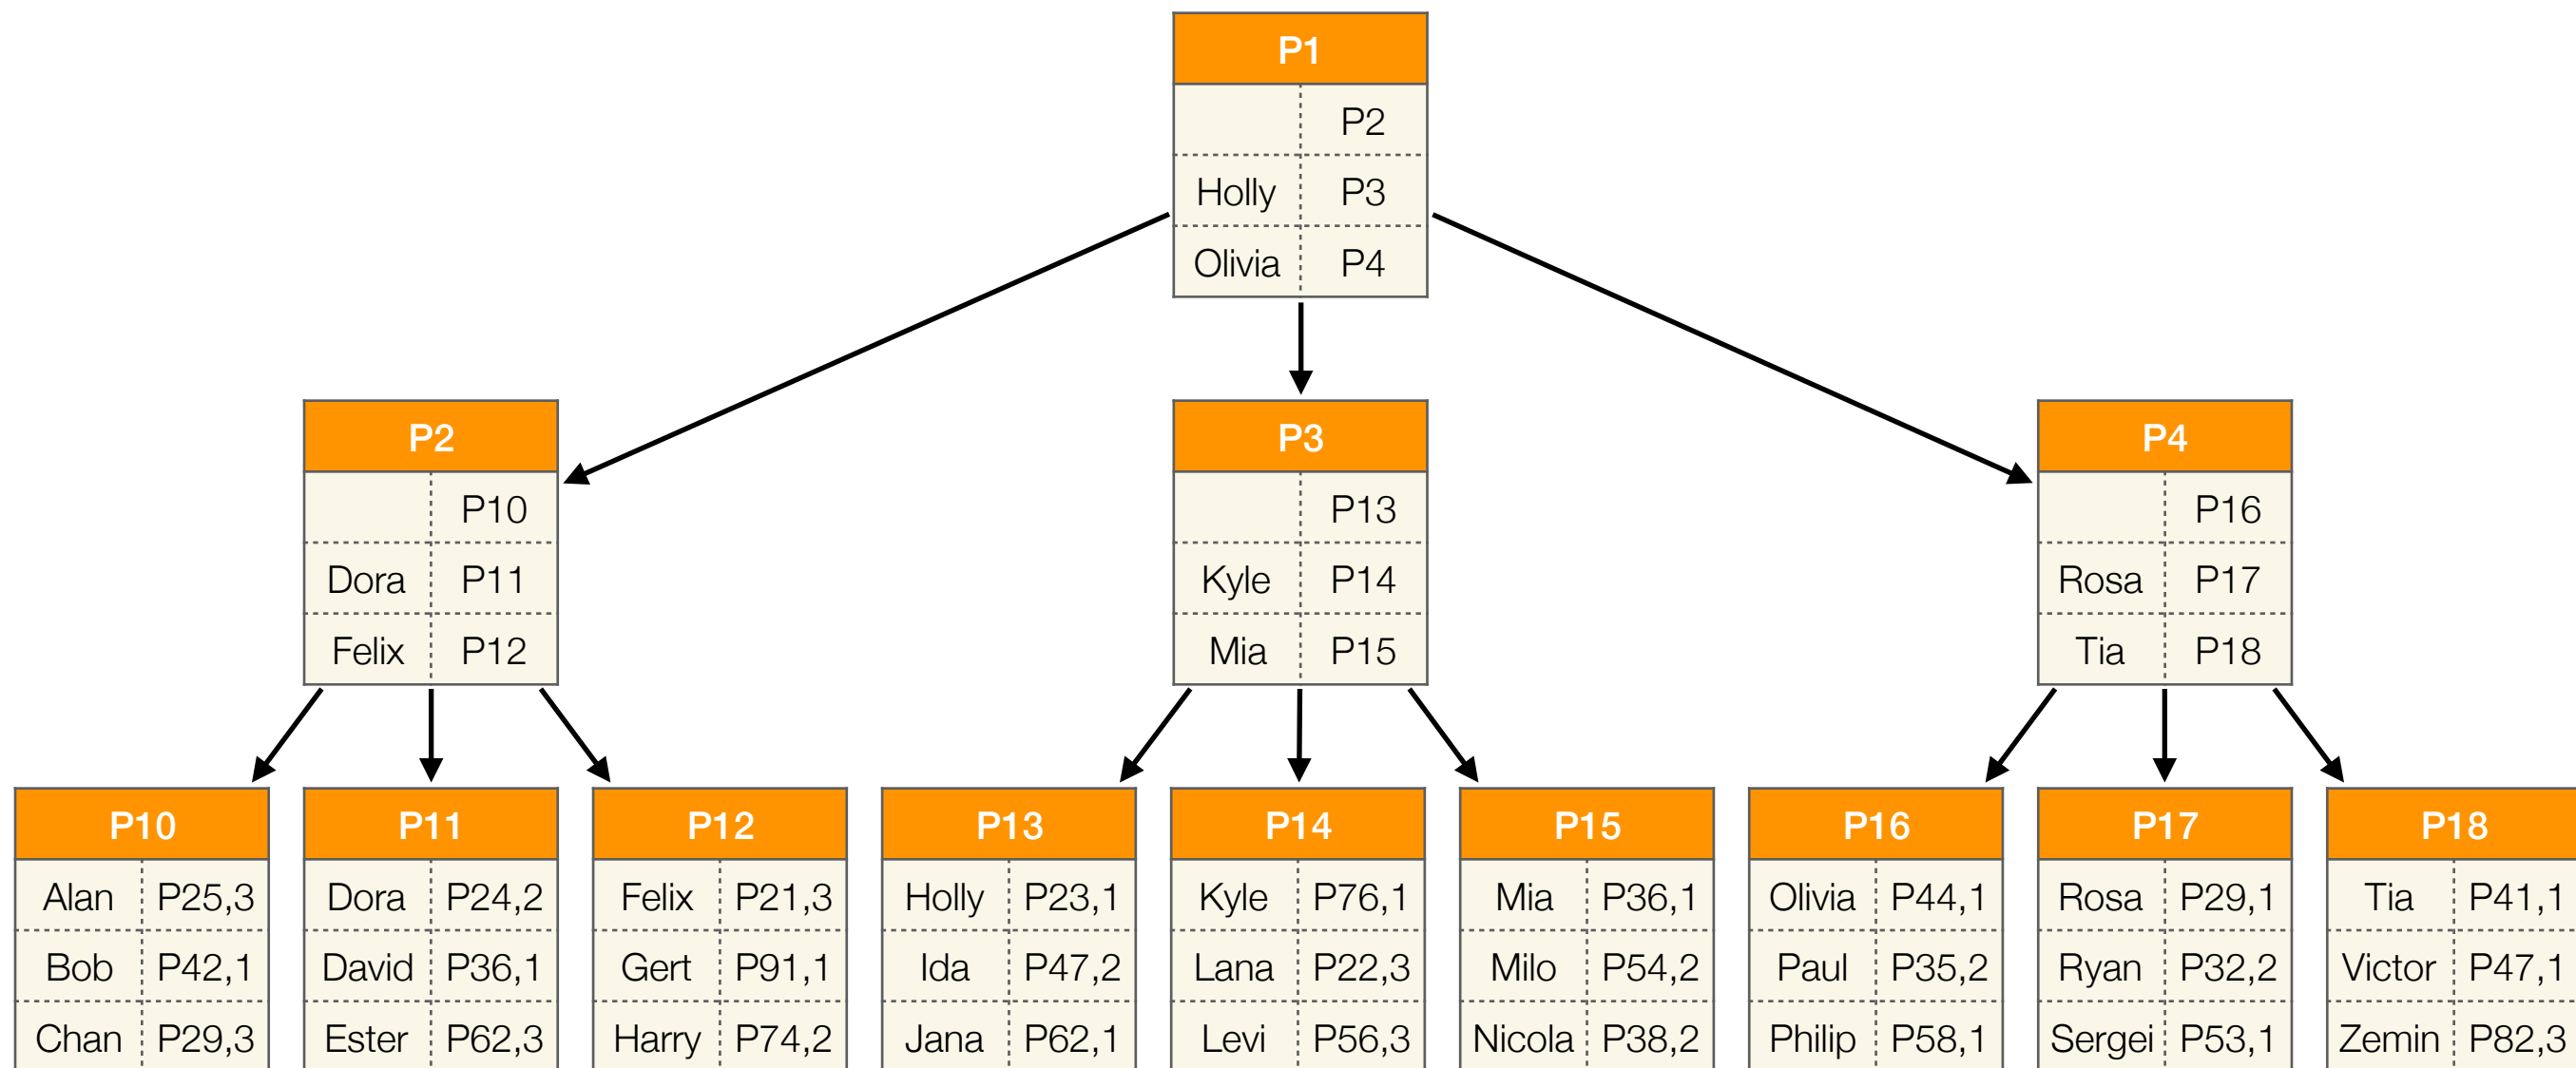 P1
P2
Holly P3
Olivia P4
P2 P3 P4
P10 P13 P16
Dora P11 Kyle P14 Rosa P17
Felix P12 Mia P15 Tia P18
P10 P11 P12 P13 P14 P15 P16 P17 P18
Alan P25,3 Dora P24,2 Felix P21,3 Holly P23,1 Kyle P76,1 Mia P36,1 Olivia P44,1 Rosa P29,1 Tia P41,1
Bob P42,1 David P36,1 Gert P91,1 Ida P47,2 Lana P22,3 Milo P54,2 Paul P35,2 Ryan P32,2 Victor P47,1
Chan P29,3 Ester P62,3 Harry P74,2 Jana P62,1 Levi P56,3 Nicola P38,2 Philip P58,1 Sergei P53,1 Zemin P82,3